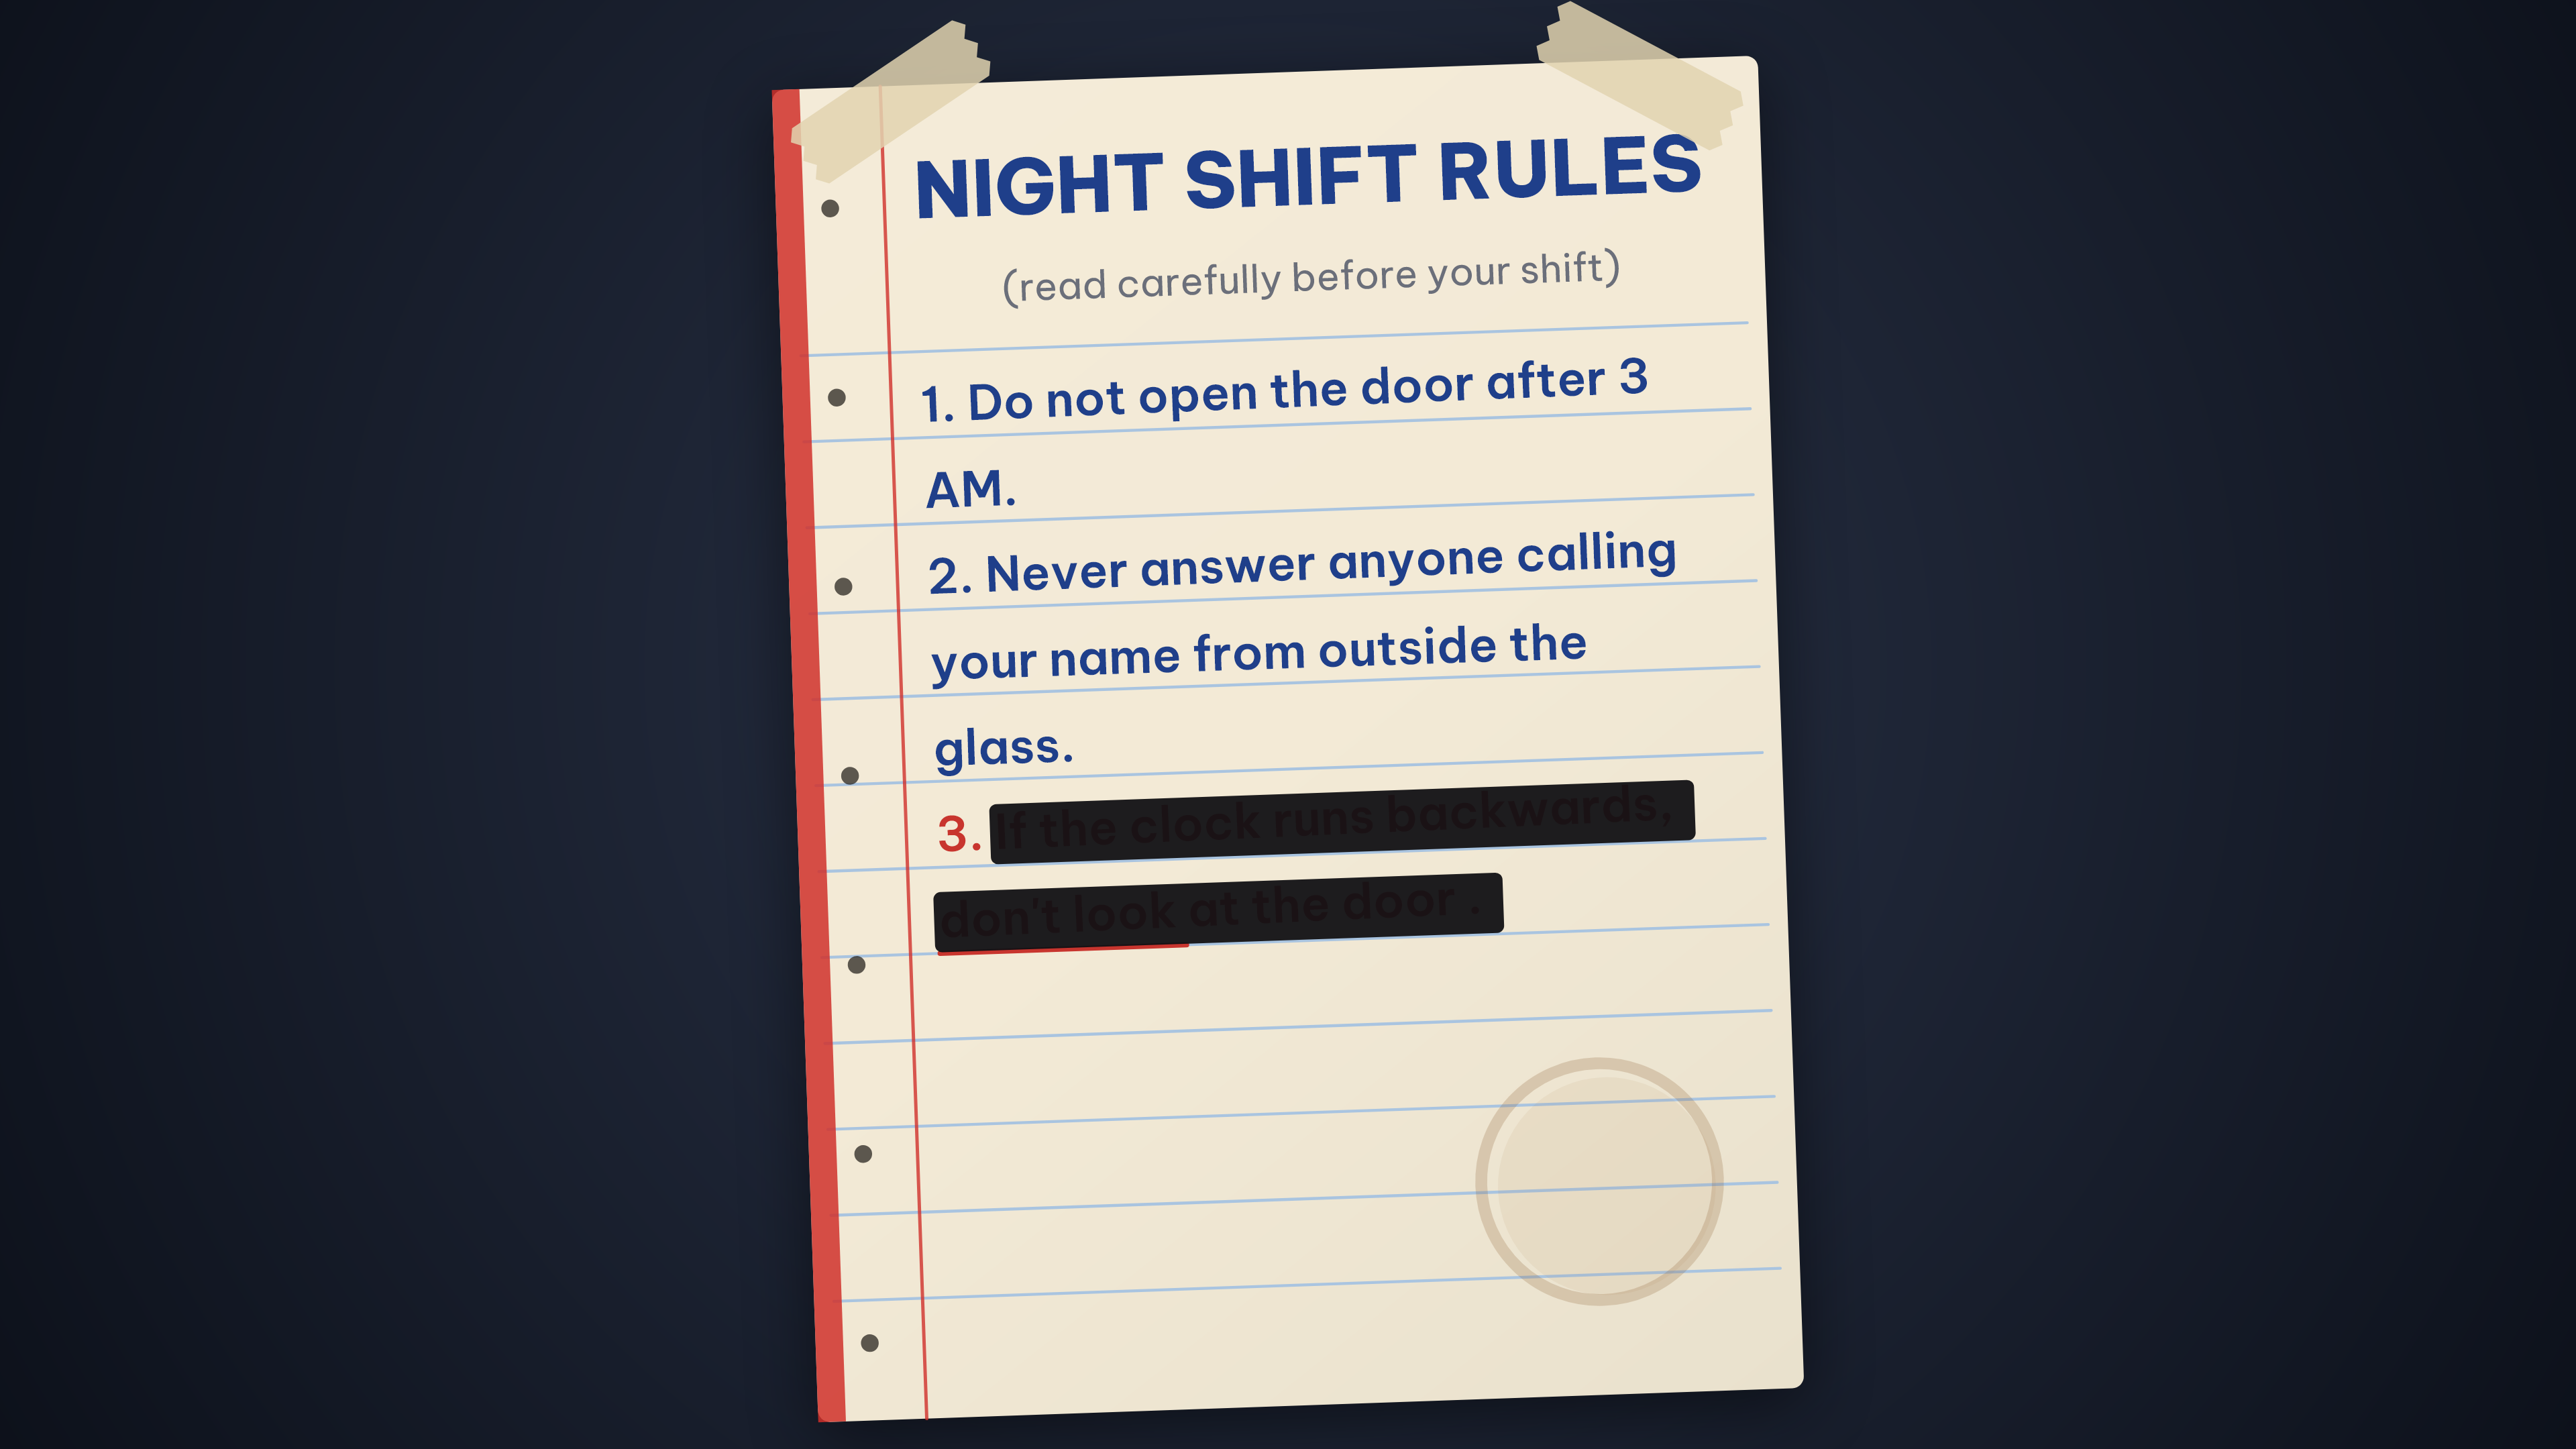 NIGHT SHIFT RULES
(read carefully before your shift)
1. Do not open the door after 3
AM.
2. Never answer anyone calling
your name from outside the
glass.
3. If the clock runs backwards,
don't look at the door .